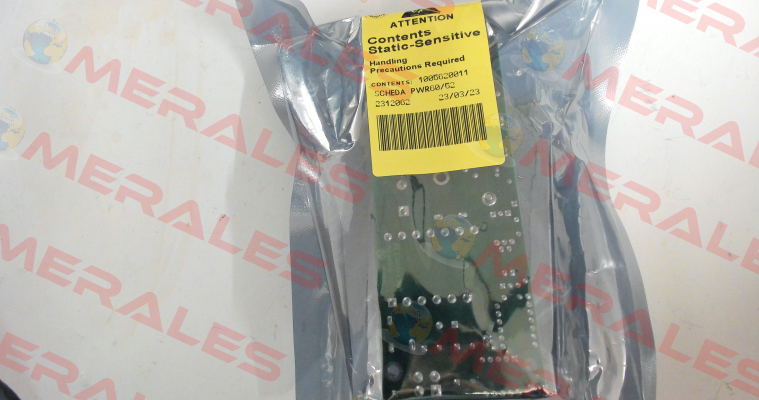 ATTENTION
Contents
Static-Sensitive
Handling
Precautions Required
CONTENTS: 1005620011
SCHEDA PWR60/52
2312062 23/03/23
MERALES
MERALES
MERALES
MERALES
MERALES
MERALES